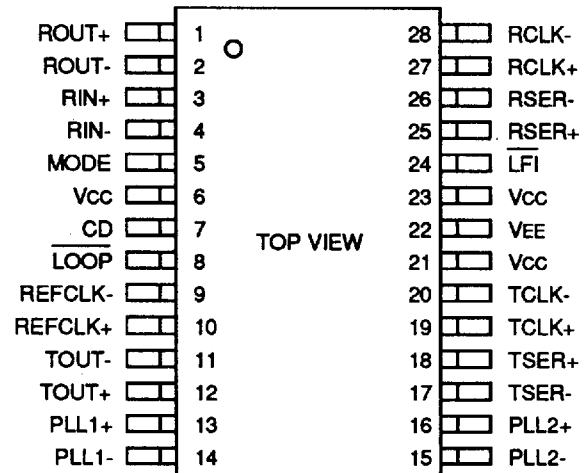 ROUT+ 1 28 RCLK-
ROUT- 2 27 RCLK+
RIN+ 3 26 RSER-
RIN- 4 25 RSER+
MODE 5 24 L̅F̅I̅
VCC 6 23 VCC
CD 7 22 VEE
TOP VIEW
L̅O̅O̅P̅ 8 21 VCC
REFCLK- 9 20 TCLK-
REFCLK+ 10 19 TCLK+
TOUT- 11 18 TSER+
TOUT+ 12 17 TSER-
PLL1+ 13 16 PLL2+
PLL1- 14 15 PLL2-